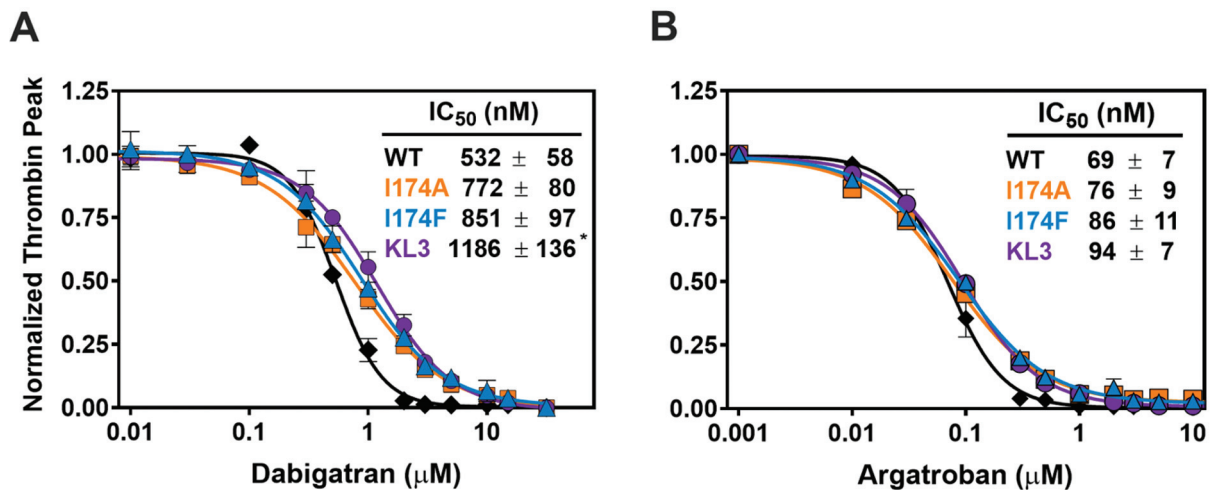 A
Normalized Thrombin Peak
1.25
1.00
0.75
0.50
0.25
0.00
IC50 (nM)
WT 532 ± 58
I174A 772 ± 80
I174F 851 ± 97
KL3 1186 ± 136*
0.01 0.1 1 10
Dabigatran (μM)
B
1.25
1.00
0.75
0.50
0.25
0.00
IC50 (nM)
WT 69 ± 7
I174A 76 ± 9
I174F 86 ± 11
KL3 94 ± 7
0.001 0.01 0.1 1 10
Argatroban (μM)